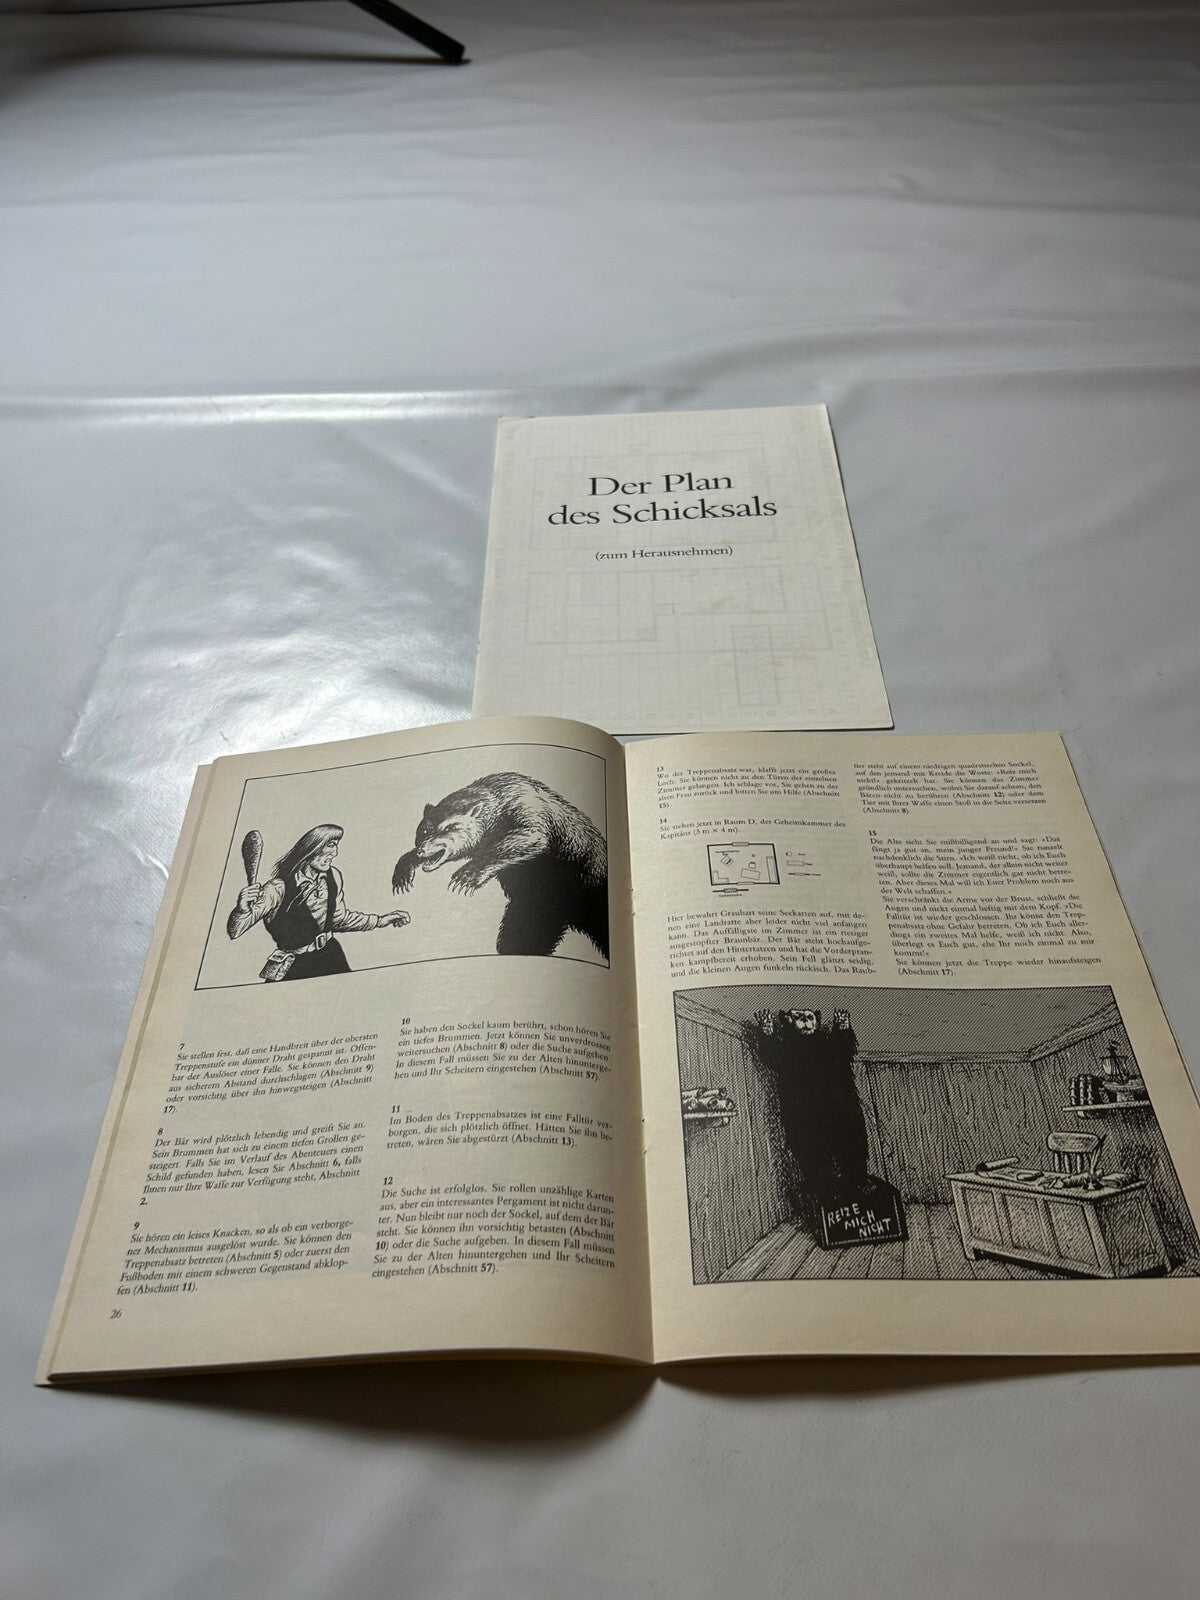 Der Plan
des Schicksals
(zum Herausnehmen)
7
Sie stellen fest, daß eine Handbreit über der obersten
Treppenstufe ein dünner Draht gespannt ist. Offen-
bar der Auslöser einer Falle. Sie können den Draht
aus sicherem Abstand durchschlagen (Abschnitt 9)
oder vorsichtig über ihn hinwegsteigen (Abschnitt
17).
8
Der Bär wird plötzlich lebendig und greift Sie an.
Sein Brummen hat sich zu einem tiefen Grollen ge-
steigert. Falls Sie im Verlauf des Abenteuers einen
Schild gefunden haben, lesen Sie Abschnitt 6, falls
Ihnen nur Ihre Waffe zur Verfügung steht, Abschnitt
2.
9
Sie hören ein leises Knacken, so als ob ein verborge-
ner Mechanismus ausgelöst wurde. Sie können den
Treppenabsatz betreten (Abschnitt 5) oder zuerst den
Fußboden mit einem schweren Gegenstand abklop-
fen (Abschnitt 11).
26
10
Sie haben den Sockel kaum berührt, schon hören Sie
ein tiefes Brummen. Jetzt können Sie unverdrossen
weitersuchen (Abschnitt 8) oder die Suche aufgeben.
In diesem Fall müssen Sie zu der Alten hinunterge-
hen und Ihr Scheitern eingestehen (Abschnitt 57).
11
Im Boden des Treppenabsatzes ist eine Falltür ver-
borgen, die sich plötzlich öffnet. Hätten Sie ihn be-
treten, wären Sie abgestürzt (Abschnitt 13).
12
Die Suche ist erfolglos. Sie rollen unzählige Karten
aus, aber ein interessantes Pergament ist nicht darun-
ter. Nun bleibt nur noch der Sockel, auf dem der Bär
steht. Sie können ihn vorsichtig betasten (Abschnitt
10) oder die Suche aufgeben. In diesem Fall müssen
Sie zu der Alten hinuntergehen und Ihr Scheitern
eingestehen (Abschnitt 57).
13
Wo der Treppenabsatz war, klafft jetzt ein großes
Loch. Sie können nicht zu den Türen der einzelnen
Zimmer gelangen. Ich schlage vor, Sie gehen zu der
alten Frau zurück und bitten Sie um Hilfe (Abschnitt
15).
14
Sie stehen jetzt in Raum D, der Geheimkammer des
Kapitäns (3 m × 4 m).
Hier bewahrt Graubart seine Seekarten auf, mit de-
nen eine Landratte aber leider nicht viel anfangen
kann. Das Auffälligste im Zimmer ist ein riesiger
ausgestopfter Braunbär. Der Bär steht hochaufge-
richtet auf den Hintertatzen und hat die Vorderpran-
ken kampfbereit erhoben. Sein Fell glänzt seidig,
und die kleinen Augen funkeln tückisch. Das Raub-
tier steht auf einem niedrigen quadratischen Sockel,
auf den jemand mit Kreide die Worte: »Reiz mich
nicht!« gekritzelt hat. Sie können das Zimmer
gründlich untersuchen, wobei Sie darauf achten, den
Bären nicht zu berühren (Abschnitt 12) oder dem
Tier mit Ihrer Waffe einen Stoß in die Seite versetzen
(Abschnitt 8).
15
Die Alte sieht Sie mißbilligend an und sagt: »Das
fängt ja gut an, mein junger Freund!« Sie runzelt
nachdenklich die Stirn. »Ich weiß nicht, ob ich Euch
überhaupt helfen soll. Jemand, der allein nicht weiter
weiß, sollte die Zimmer eigentlich gar nicht betre-
ten. Aber dieses Mal will ich Euer Problem noch aus
der Welt schaffen.«
Sie verschränkt die Arme vor der Brust, schließt die
Augen und nickt einmal heftig mit dem Kopf. »Die
Falltür ist wieder geschlossen. Ihr könnt den Trep-
penabsatz ohne Gefahr betreten. Ob ich Euch aller-
dings ein zweites Mal helfe, weiß ich nicht. Also,
überlegt es Euch gut, ehe Ihr noch einmal zu mir
kommt!«
Sie können jetzt die Treppe wieder hinaufsteigen
(Abschnitt 17).
REIZE
MICH
NICHT